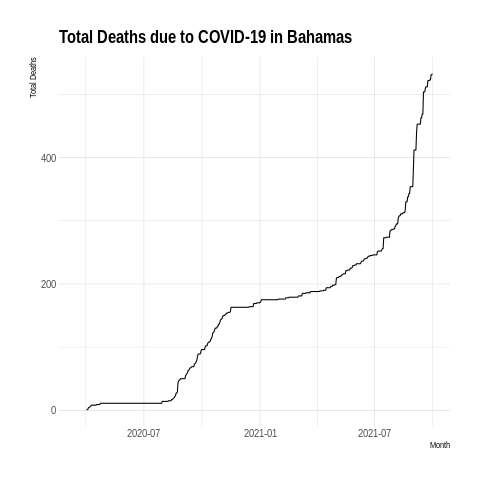 Total Deaths due to COVID-19 in Bahamas
Total Deaths
400
200
0
2020-07
2021-01
2021-07
Month